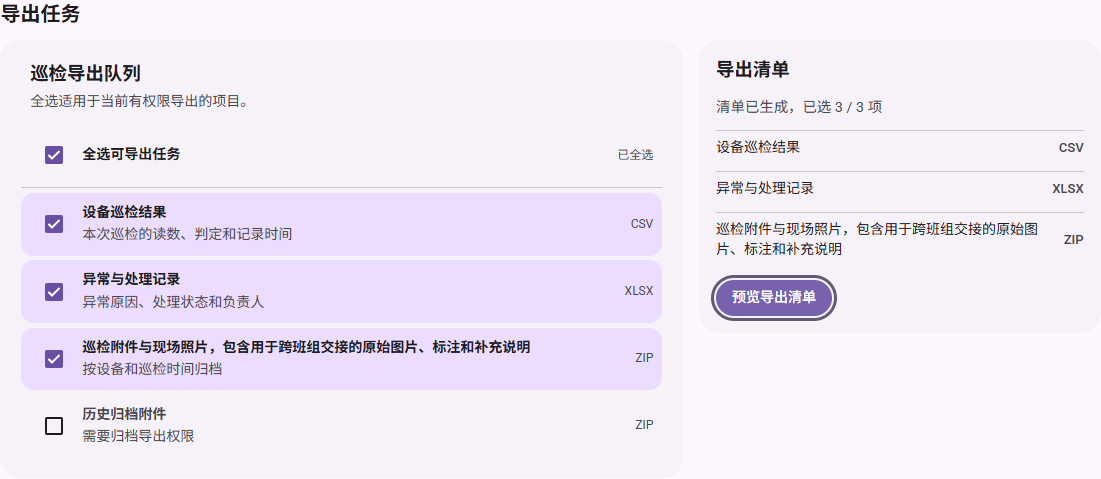 导出任务
巡检导出队列
全选适用于当前有权限导出的项目。
全选可导出任务
已全选
设备巡检结果
本次巡检的读数、判定和记录时间
CSV
异常与处理记录
异常原因、处理状态和负责人
XLSX
巡检附件与现场照片，包含用于跨班组交接的原始图片、标注和补充说明
按设备和巡检时间归档
ZIP
历史归档附件
需要归档导出权限
ZIP
导出清单
清单已生成，已选 3 / 3 项
设备巡检结果
CSV
异常与处理记录
XLSX
巡检附件与现场照片，包含用于跨班组交接的原始图
片、标注和补充说明
ZIP
预览导出清单